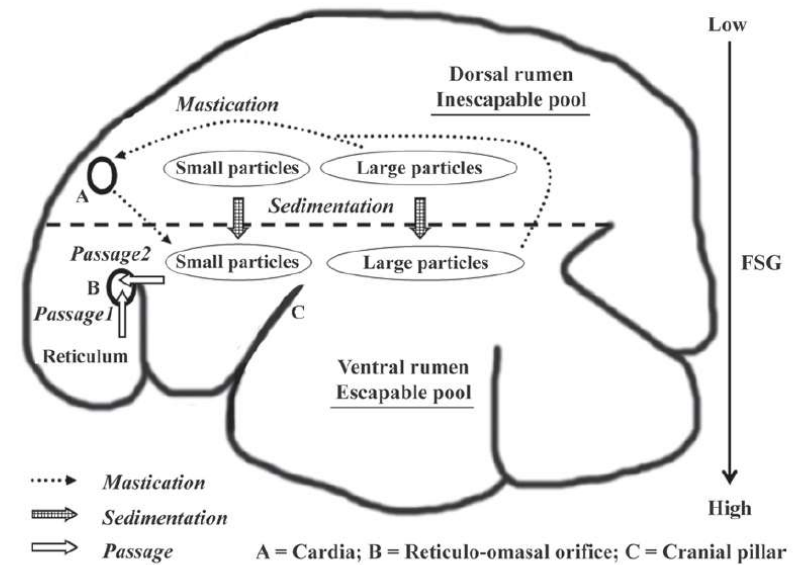 Low
Dorsal rumen
Inescapable pool
Mastication
Small particles
Large particles
A
Sedimentation
Passage2
Small particles
Large particles
FSG
B
Passage1
C
Reticulum
Ventral rumen
Escapable pool
Mastication
Sedimentation
High
Passage
A = Cardia; B = Reticulo-omasal orifice; C = Cranial pillar